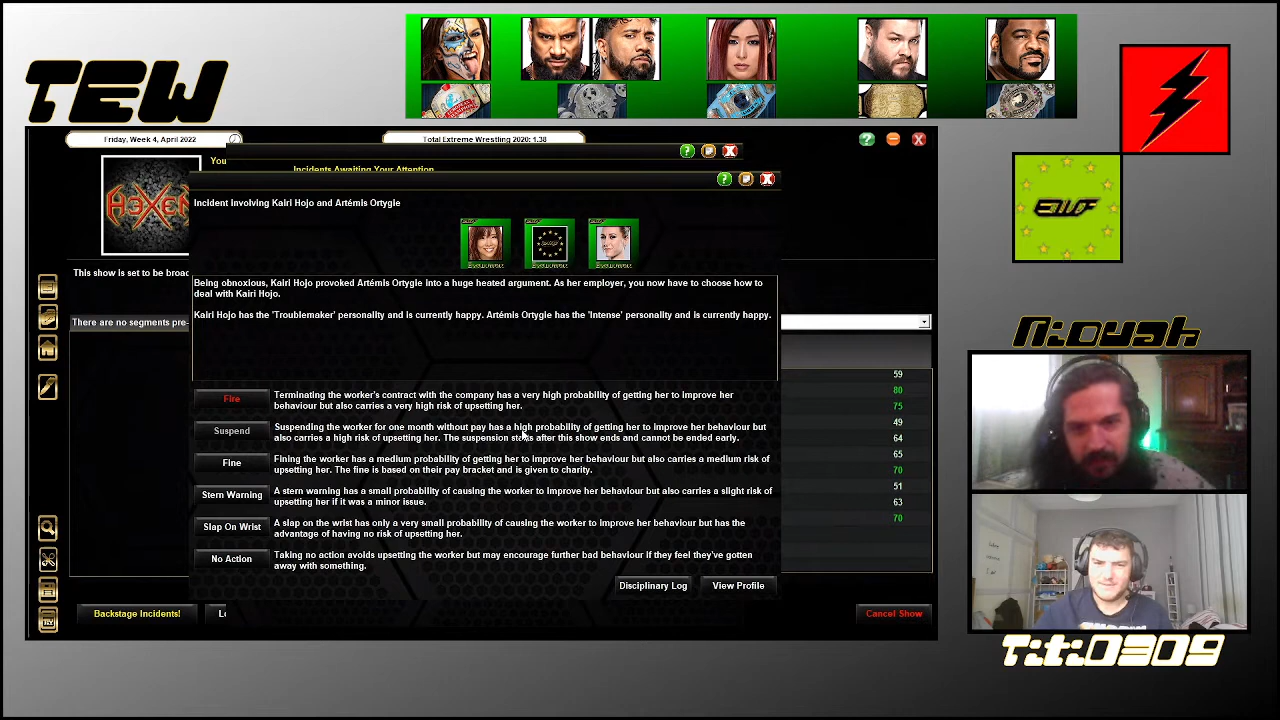 TEW
Friday, Week 4, April 2022
Total Extreme Wrestling 2020: 1.38
You
Incidents Awaiting Your Attention
HEXEN
Incident involving Kairi Hojo and Artémis Ortygie
Being obnoxious, Kairi Hojo provoked Artémis Ortygie into a huge heated argument. As her employer, you now have to choose how to
deal with Kairi Hojo.
Kairi Hojo has the 'Troublemaker' personality and is currently happy. Artémis Ortygie has the 'Intense' personality and is currently happy.
This show is set to be broad
There are no segments pre-
Fire
Terminating the worker's contract with the company has a very high probability of getting her to improve her
behaviour but also carries a very high risk of upsetting her.
Suspend
Suspending the worker for one month without pay has a high probability of getting her to improve her behaviour but
also carries a high risk of upsetting her. The suspension starts after this show ends and cannot be ended early.
Fine
Fining the worker has a medium probability of getting her to improve her behaviour but also carries a medium risk of
upsetting her. The fine is based on their pay bracket and is given to charity.
Stern Warning
A stern warning has a small probability of causing the worker to improve her behaviour but also carries a slight risk of
upsetting her if it was a minor issue.
Slap On Wrist
A slap on the wrist has only a very small probability of causing the worker to improve her behaviour but has the
advantage of having no risk of upsetting her.
No Action
Taking no action avoids upsetting the worker but may encourage further bad behaviour if they feel they've gotten
away with something.
Disciplinary Log
View Profile
59
80
75
49
64
65
70
51
63
70
Backstage Incidents!
Lo
Cancel Show
EWF
N:oyah
T:t:0309